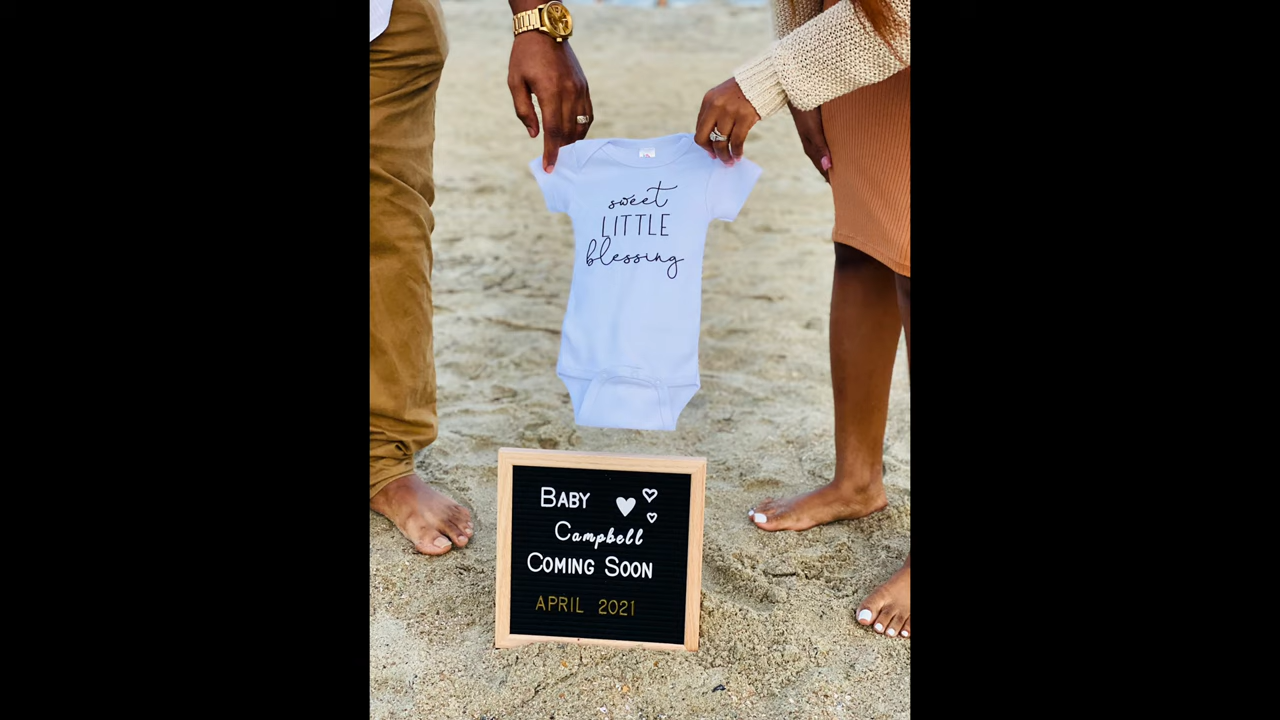 sweet
LITTLE
blessing
BABY
Campbell
COMING SOON
APRIL 2021